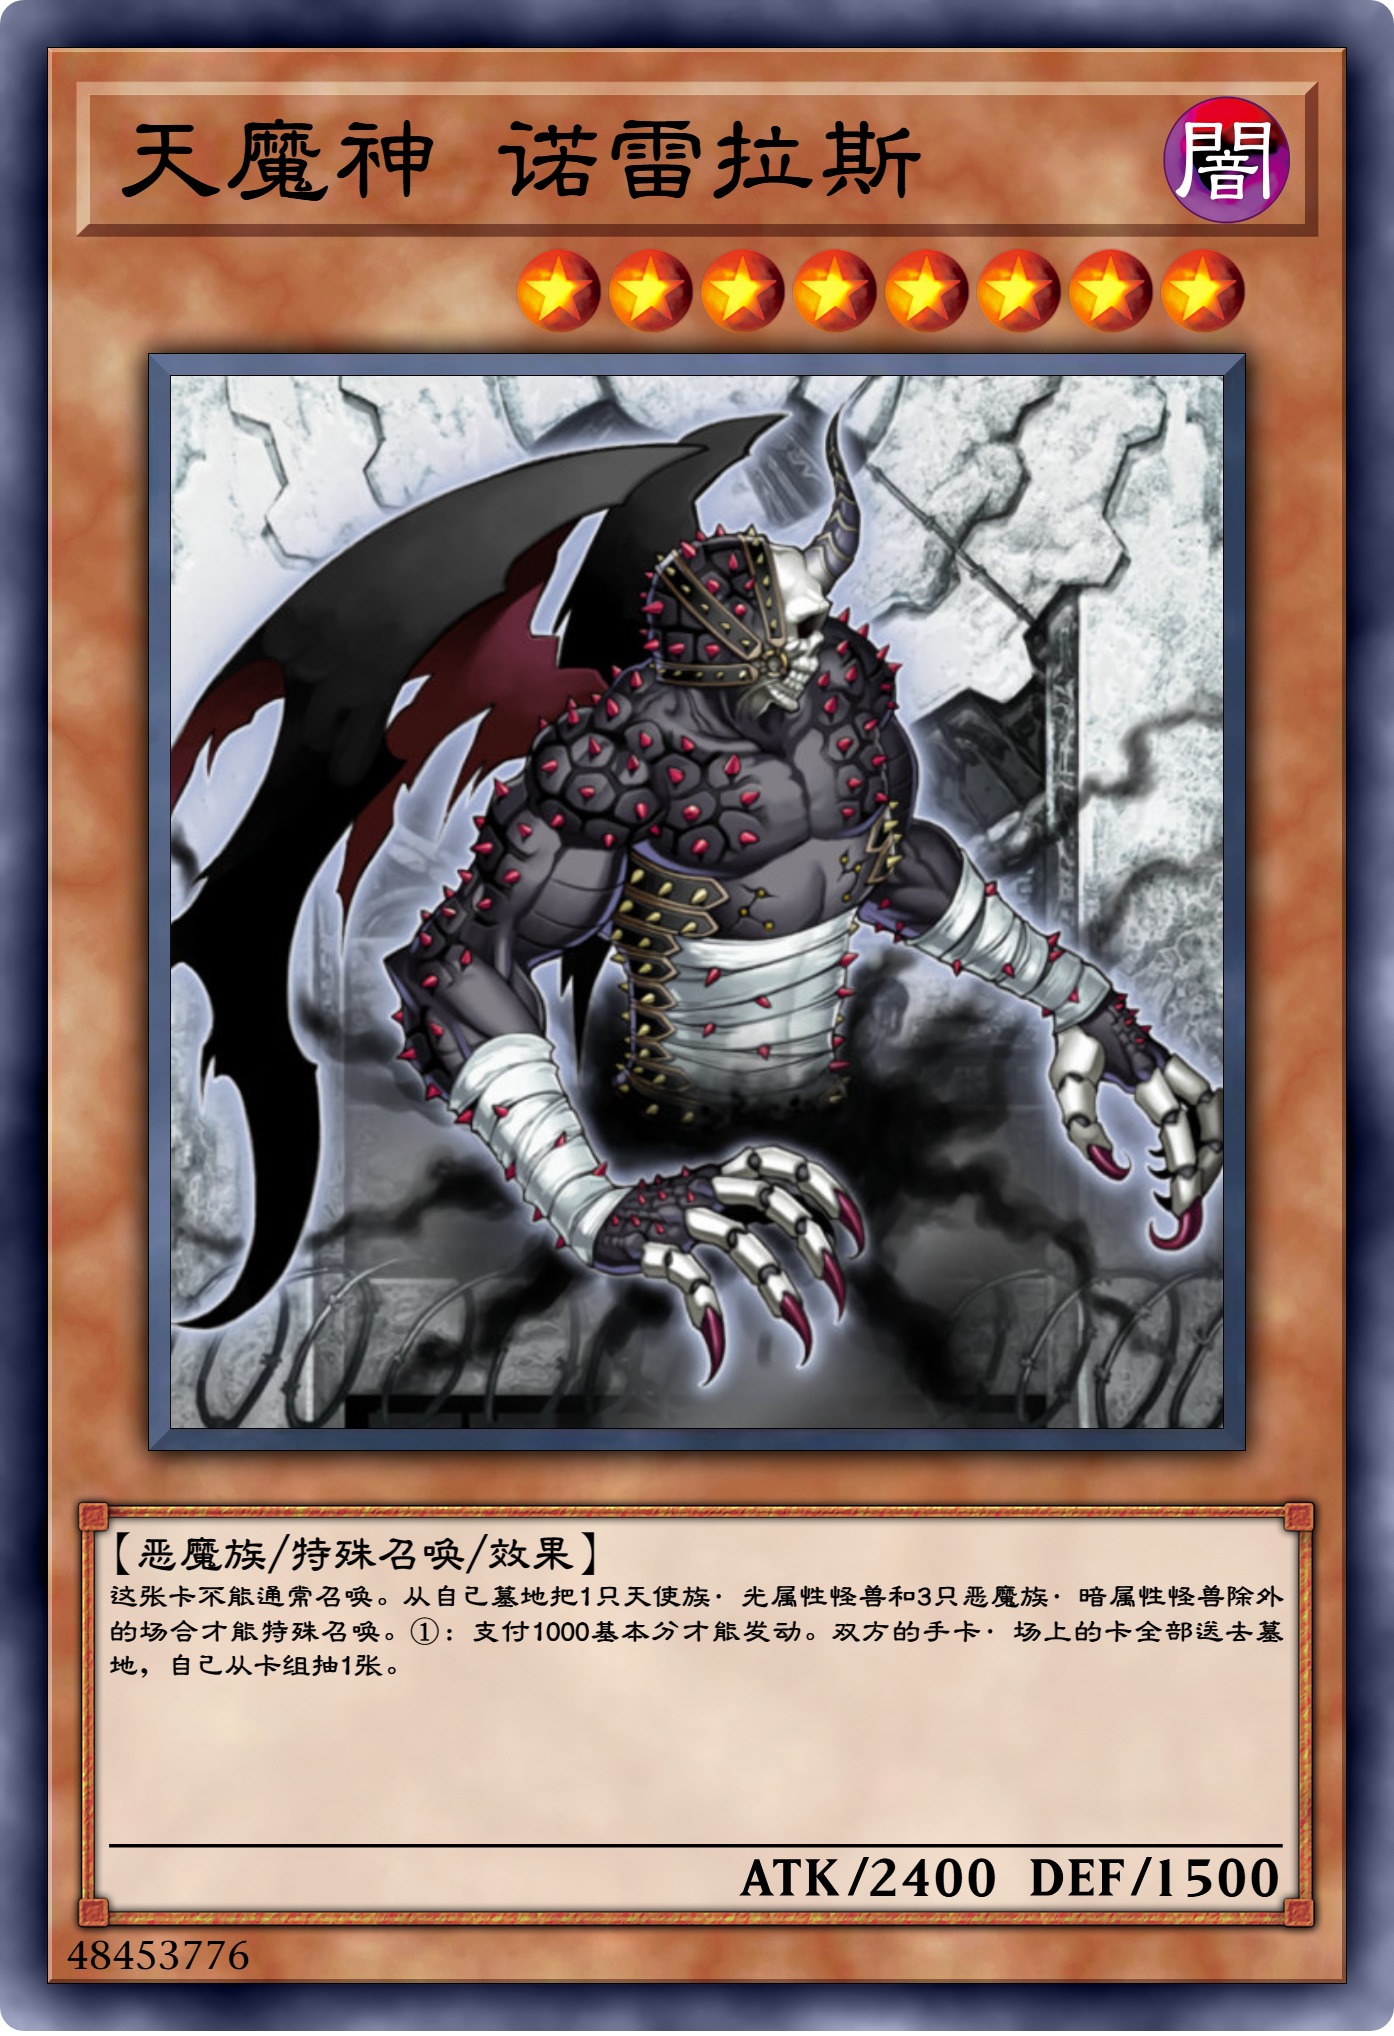 天魔神 诺雷拉斯
闇
【恶魔族/特殊召唤/效果】
这张卡不能通常召唤。从自己墓地把1只天使族·光属性怪兽和3只恶魔族·暗属性怪兽除外
的场合才能特殊召唤。①：支付1000基本分才能发动。双方的手卡·场上的卡全部送去墓
地，自己从卡组抽1张。
ATK/2400 DEF/1500
48453776